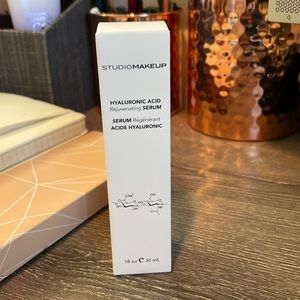 STUDIOMAKEUP
HYALURONIC ACID
Rejuvenating SERUM
SERUM Régénérant
ACIDE HYALURONIC
1 fl oz e 30 mL